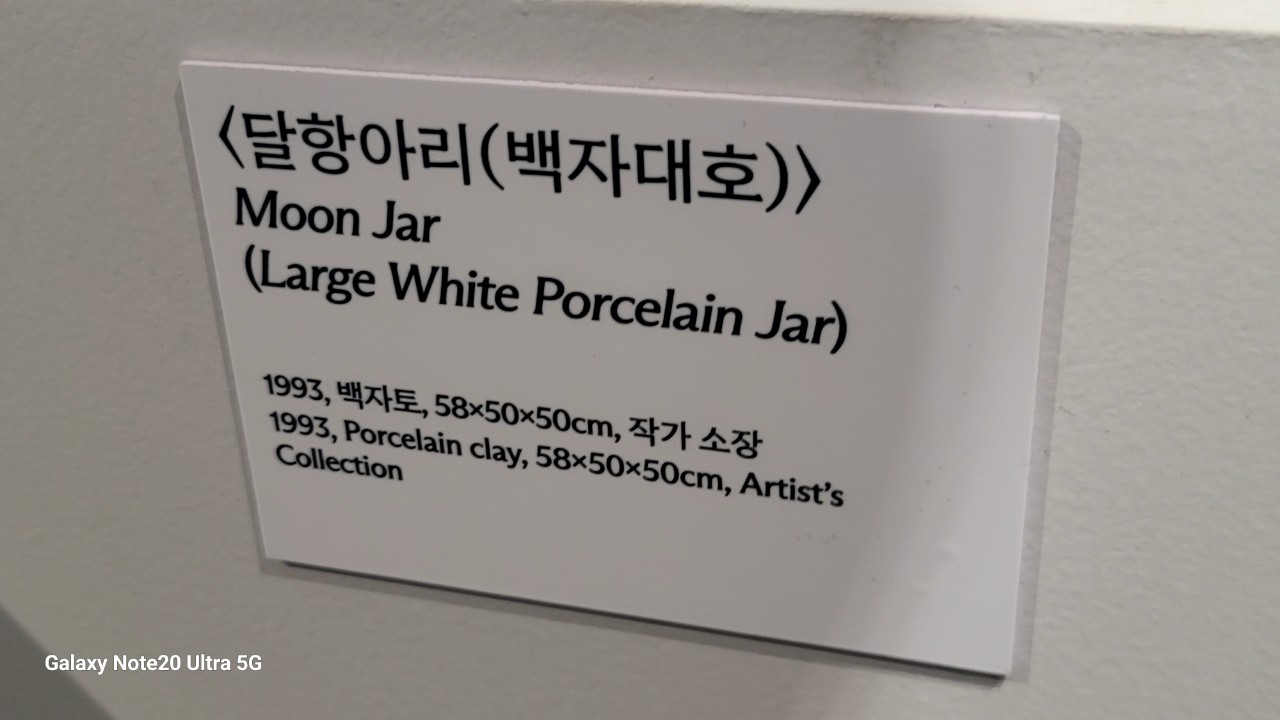 〈달항아리(백자대호)〉
Moon Jar
(Large White Porcelain Jar)
1993, 백자토, 58×50×50cm, 작가 소장
1993, Porcelain clay, 58×50×50cm, Artist's
Collection
Galaxy Note20 Ultra 5G